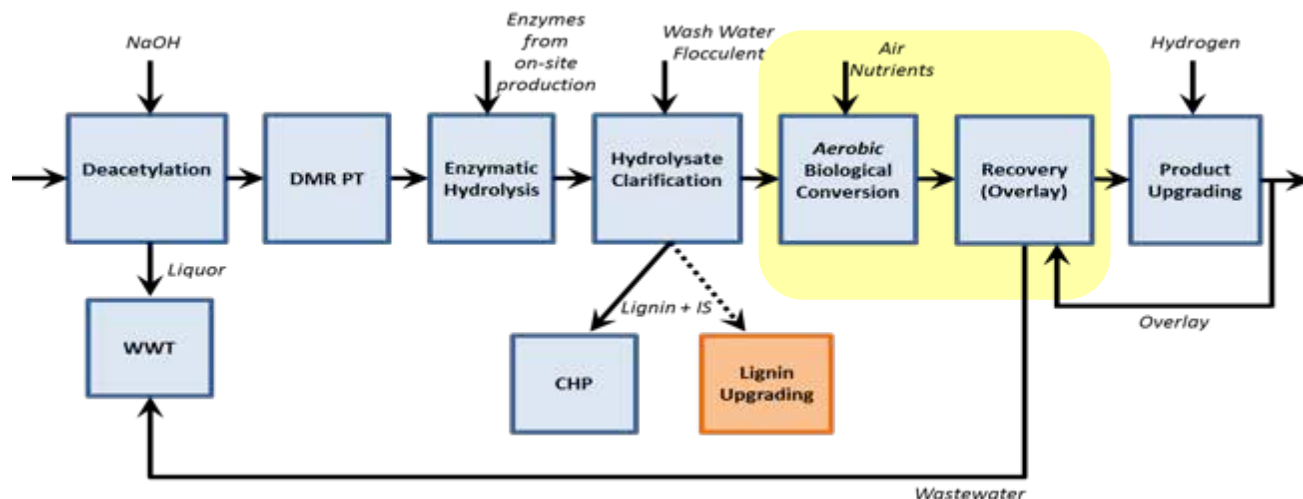 NaOH
Enzymes
from
on-site
production
Wash Water
Flocculent
Air
Nutrients
Hydrogen
Deacetylation
DMR PT
Enzymatic
Hydrolysis
Hydrolysate
Clarification
Aerobic
Biological
Conversion
Recovery
(Overlay)
Product
Upgrading
Liquor
WWT
Lignin + IS
CHP
Lignin
Upgrading
Overlay
Wastewater